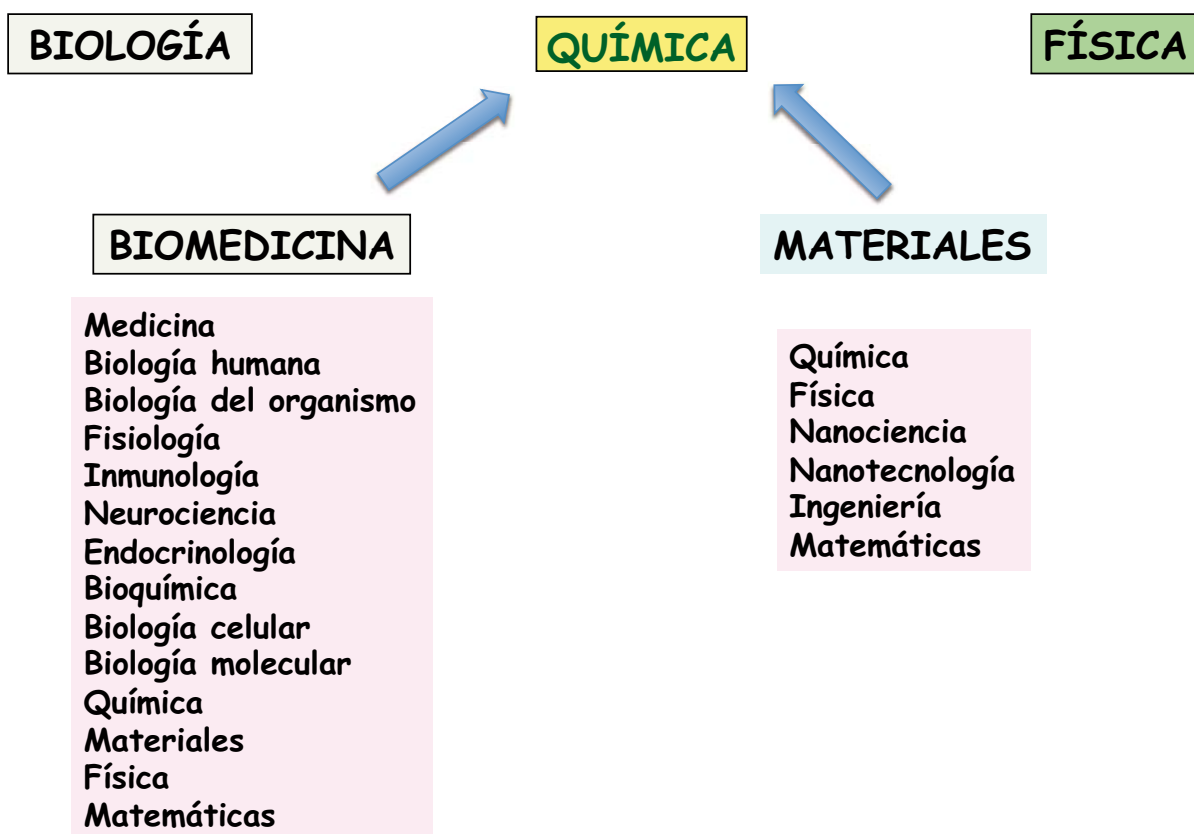 BIOLOGÍA
QUÍMICA
FÍSICA
BIOMEDICINA
MATERIALES
Medicina
Biología humana
Biología del organismo
Fisiología
Inmunología
Neurociencia
Endocrinología
Bioquímica
Biología celular
Biología molecular
Química
Materiales
Física
Matemáticas
Química
Física
Nanociencia
Nanotecnología
Ingeniería
Matemáticas